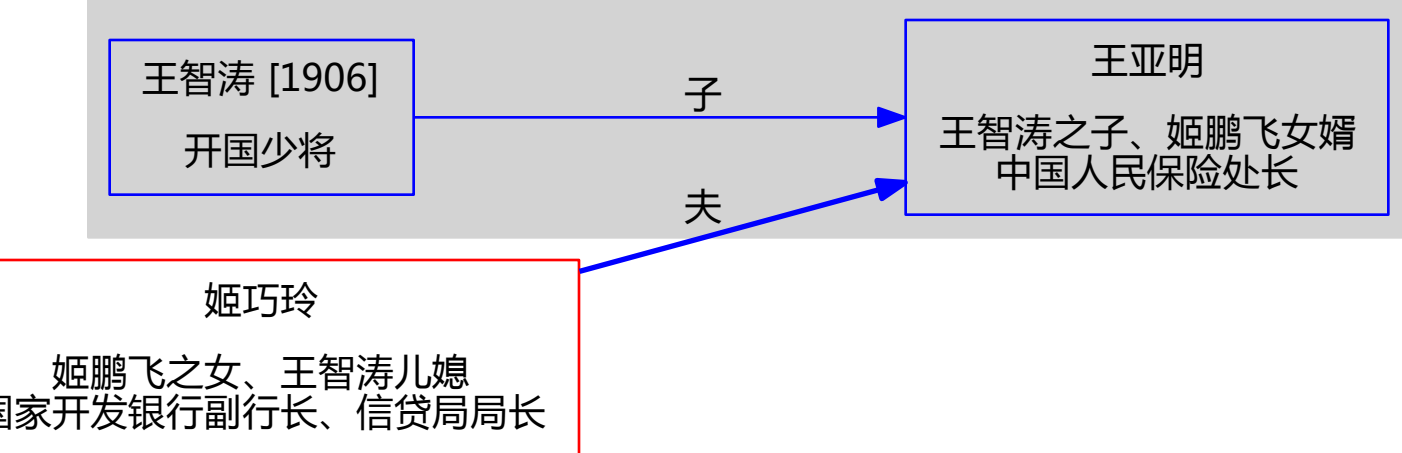 王智涛 [1906]
开国少将
子
王亚明
王智涛之子、姬鹏飞女婿
中国人民保险处长
夫
姬巧玲
姬鹏飞之女、王智涛儿媳
国家开发银行副行长、信贷局局长